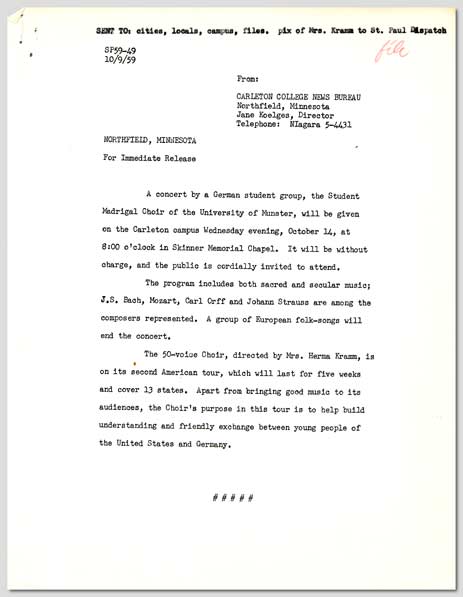 SENT TO: cities, locals, campus, files. pix of Mrs. Kramm to St. Paul Dispatch
file
SP59-49
10/9/59
From:
CARLETON COLLEGE NEWS BUREAU
Northfield, Minnesota
Jane Koelges, Director
Telephone: NIagara 5-4431
NORTHFIELD, MINNESOTA
For Immediate Release
A concert by a German student group, the Student
Madrigal Choir of the University of Munster, will be given
on the Carleton campus Wednesday evening, October 14, at
8:00 o'clock in Skinner Memorial Chapel. It will be without
charge, and the public is cordially invited to attend.
The program includes both sacred and secular music;
J.S. Bach, Mozart, Carl Orff and Johann Strauss are among the
composers represented. A group of European folk-songs will
end the concert.
The 50-voice Choir, directed by Mrs. Herma Kramm, is
on its second American tour, which will last for five weeks
and cover 13 states. Apart from bringing good music to its
audiences, the Choir's purpose in this tour is to help build
understanding and friendly exchange between young people of
the United States and Germany.
# # # # #